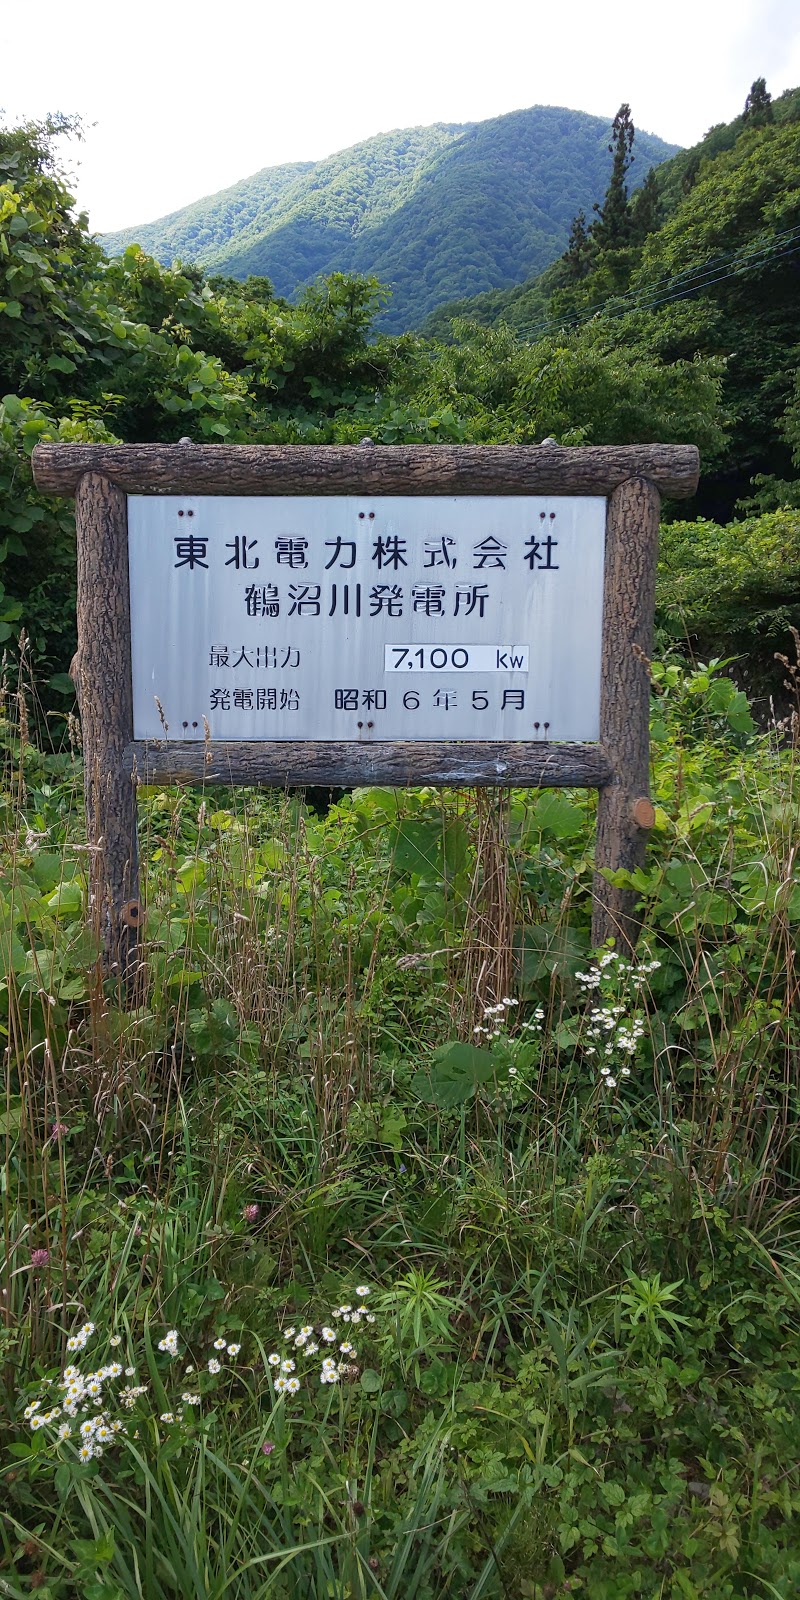 東北電力株式会社
鶴沼川発電所
最大出力 7,100 kw
発電開始 昭和6年5月